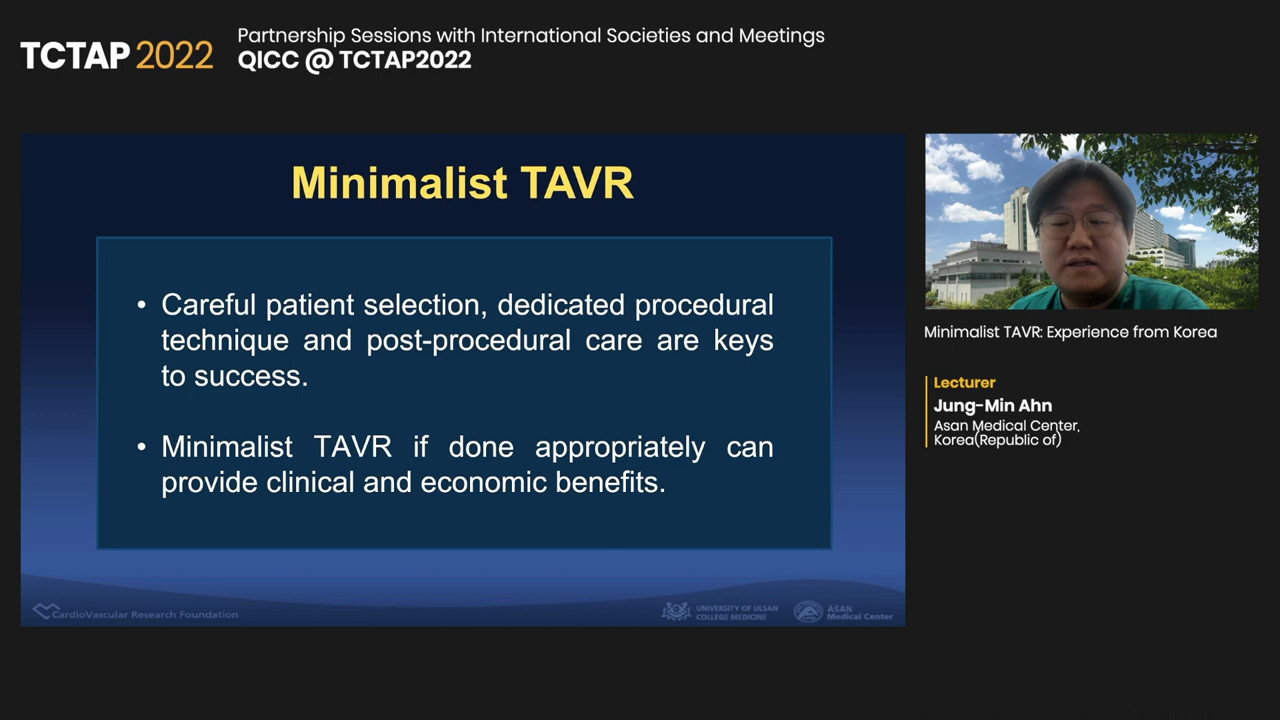 TCTAP 2022
Partnership Sessions with International Societies and Meetings
QICC @ TCTAP2022
Minimalist TAVR
• Careful patient selection, dedicated procedural
technique and post-procedural care are keys
to success.
• Minimalist TAVR if done appropriately can
provide clinical and economic benefits.
CardioVascular Research Foundation
UNIVERSITY OF ULSAN
COLLEGE MEDICINE
ASAN
Medical Center
Minimalist TAVR: Experience from Korea
Lecturer
Jung-Min Ahn
Asan Medical Center,
Korea(Republic of)